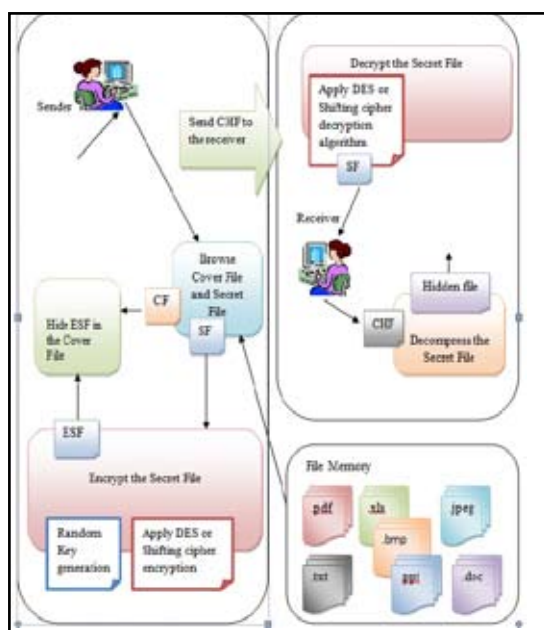 Sender
Send CHF to
the receiver
Browse
Cover File
and Secret
File
CF
SF
Hide ESF in
the Cover
File
ESF
Encrypt the Secret File
Random
Key
generation
Apply DES or
Shifting cipher
encryption
Decrypt the Secret File
Apply DES or
Shifting cipher
decryption
algorithm
SF
Receiver
Hidden file
CHF
Decompress the
Secret File
File Memory
.pdf
.xls
.jpeg
.bmp
.txt
.ppt
.doc